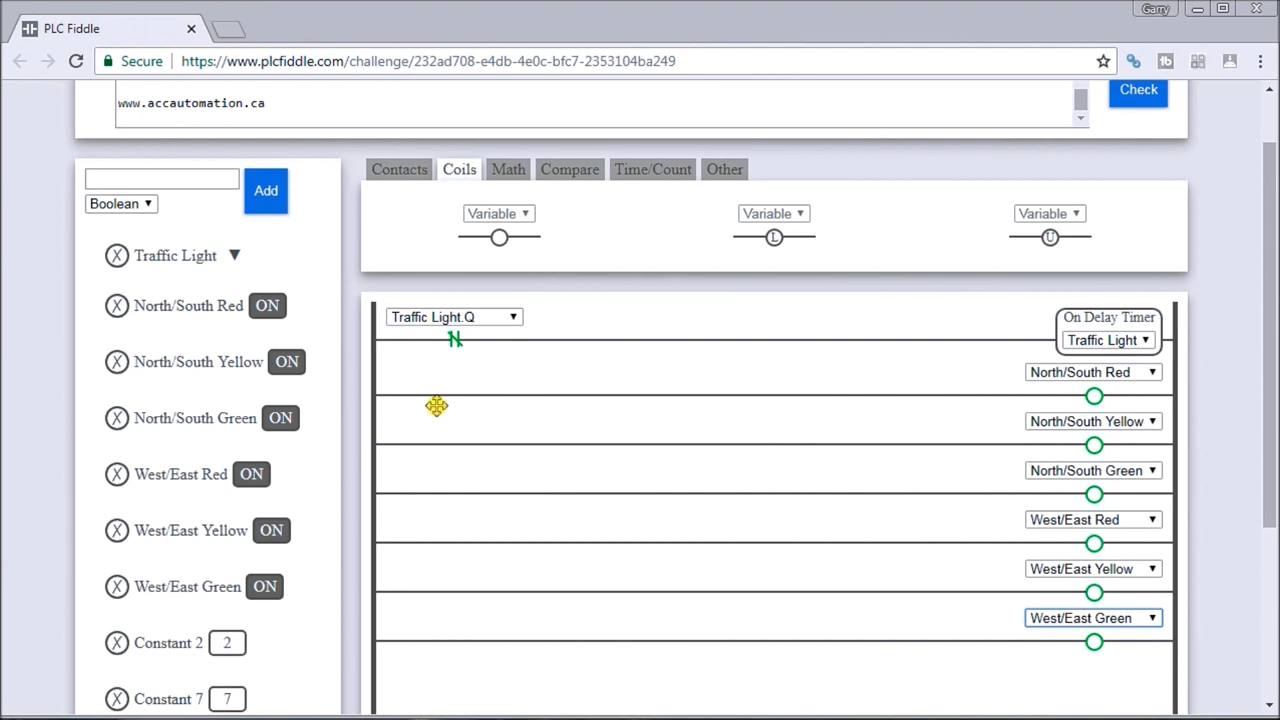 Garry
PLC Fiddle
Secure https://www.plcfiddle.com/challenge/232ad708-e4db-4e0c-bfc7-2353104ba249
www.accautomation.ca
Check
Boolean
Add
Traffic Light
North/South Red ON
North/South Yellow ON
North/South Green ON
West/East Red ON
West/East Yellow ON
West/East Green ON
Constant 2 2
Constant 7 7
Contacts Coils Math Compare Time/Count Other
Variable Variable Variable
L U
Traffic Light.Q
On Delay Timer
Traffic Light
North/South Red
North/South Yellow
North/South Green
West/East Red
West/East Yellow
West/East Green